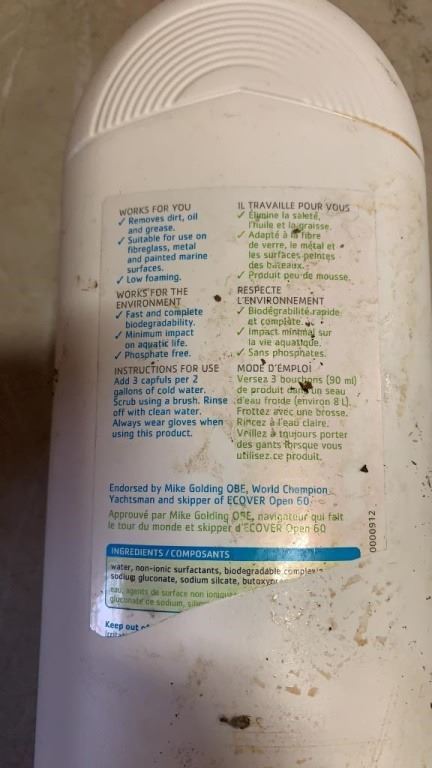 WORKS FOR YOU
✓ Removes dirt, oil
and grease.
✓ Suitable for use on
fibreglass, metal
and painted marine
surfaces.
✓ Low foaming.
WORKS FOR THE
ENVIRONMENT
✓ Fast and complete
biodegradability.
✓ Minimum impact
on aquatic life.
✓ Phosphate free.
INSTRUCTIONS FOR USE
Add 3 capfuls per 2
gallons of cold water.
Scrub using a brush. Rinse
off with clean water.
Always wear gloves when
using this product.
IL TRAVAILLE POUR VOUS
✓ Élimine la saleté,
l'huile et la graisse.
✓ Adapté à la fibre
de verre, le métal et
les surfaces peintes
des bateaux.
✓ Produit peu de mousse.
RESPECTE
L'ENVIRONNEMENT
✓ Biodégrabilité rapide
et complète.
✓ Impact minimal sur
la vie aquatique.
✓ Sans phosphates.
MODE D'EMPLOI
Versez 3 bouchons (90 ml)
de produit dans un seau
d'eau froide (environ 8 L).
Frottez avec une brosse.
Rincez à l'eau claire.
Veillez à toujours porter
des gants lorsque vous
utilisez ce produit.
Endorsed by Mike Golding OBE, World Champion
Yachtsman and skipper of ECOVER Open 60
Approuvé par Mike Golding OBE, navigateur qui fait
le tour du monde et skipper d'ECOVER Open 60
0000912
INGREDIENTS / COMPOSANTS
water, non-ionic surfactants, biodegradable
sodium gluconate, sodium silcate,
eau, agents de surface non
gluconate de sodium,
Keep out